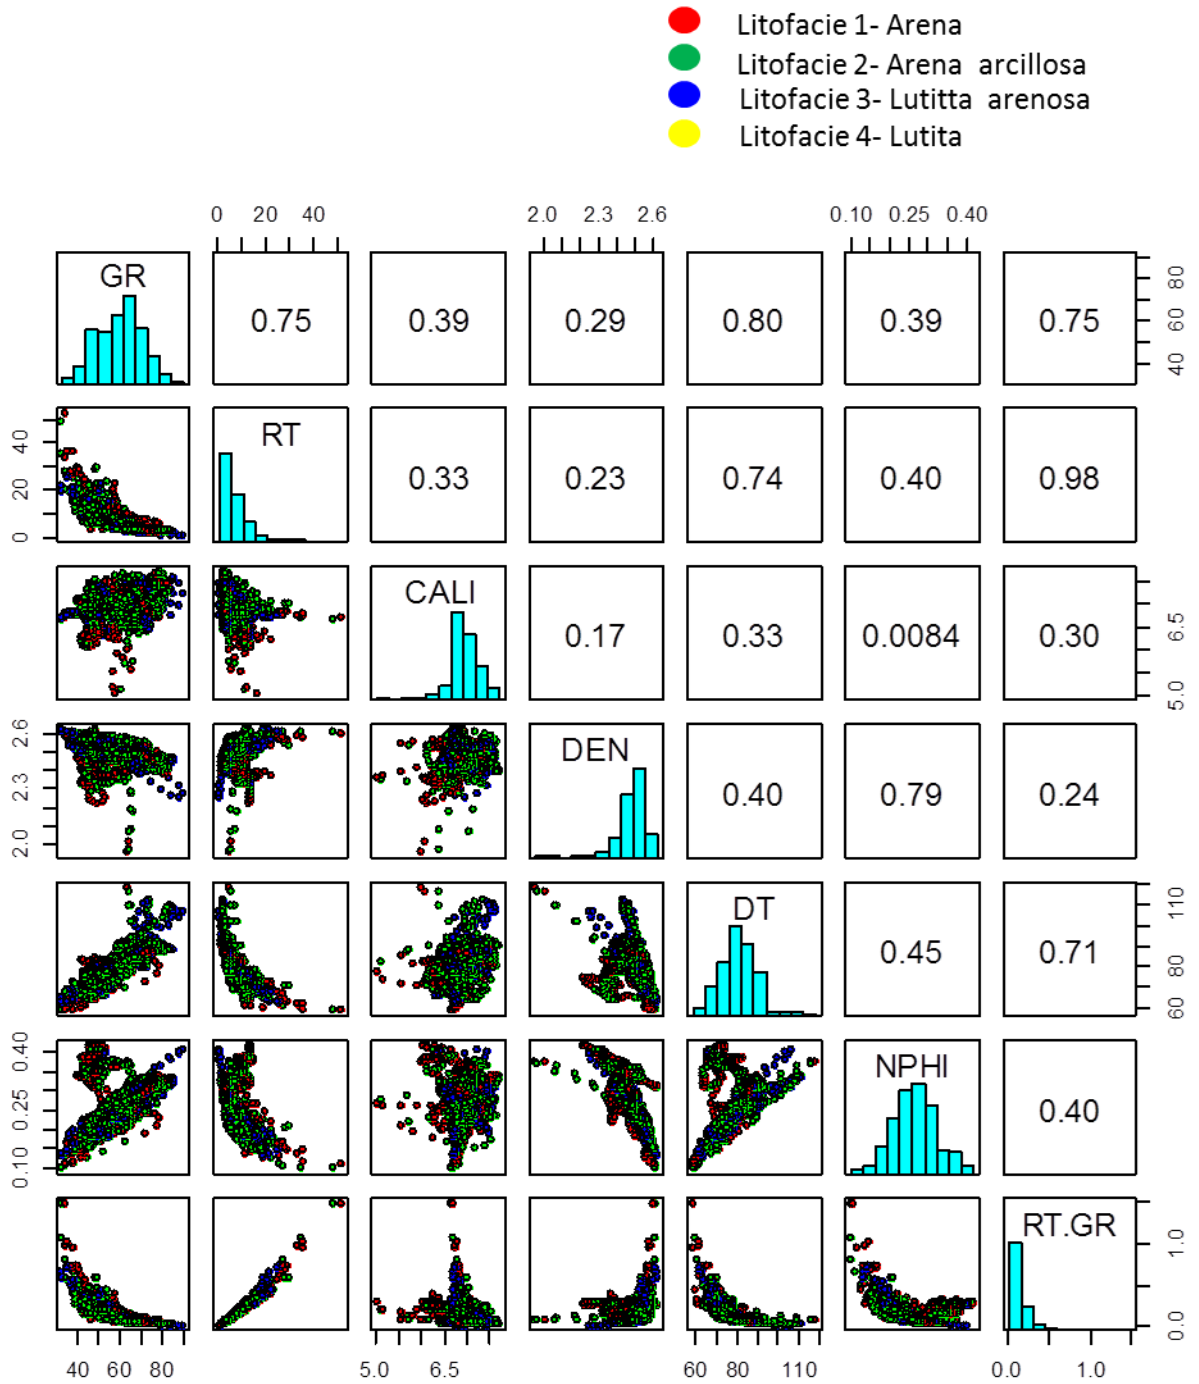 Litofacie 1- Arena
Litofacie 2- Arena arcillosa
Litofacie 3- Lutitta arenosa
Litofacie 4- Lutita
0 20 40
2.0 2.3 2.6
0.10 0.25 0.40
GR
0.75
0.39
0.29
0.80
0.39
0.75
40 60 80
0 20 40
RT
0.33
0.23
0.74
0.40
0.98
CALI
0.17
0.33
0.0084
0.30
5.0 6.5
2.0 2.3 2.6
DEN
0.40
0.79
0.24
DT
0.45
0.71
60 80 110
0.10 0.25 0.40
NPHI
0.40
RT.GR
0.0 1.0
40 60 80
5.0 6.5
60 80 110
0.0 1.0